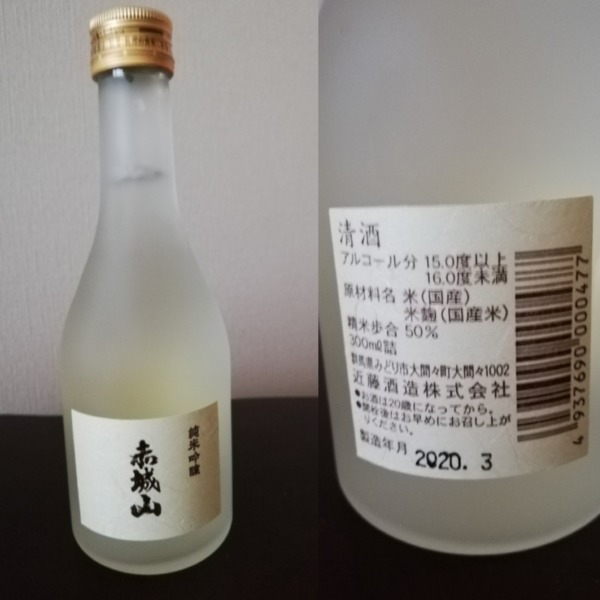 純米吟醸
赤城山
清酒
アルコール分 15.0度以上
16.0度未満
原材料名 米(国産)
米麹(国産米)
精米歩合 50%
300ml詰
群馬県みどり市大間々町大間々1002
近藤酒造株式会社
●お酒は20歳になってから。
●開栓後はお早めにお召し上が
りください。
製造年月 2020. 3
4 937690 000477